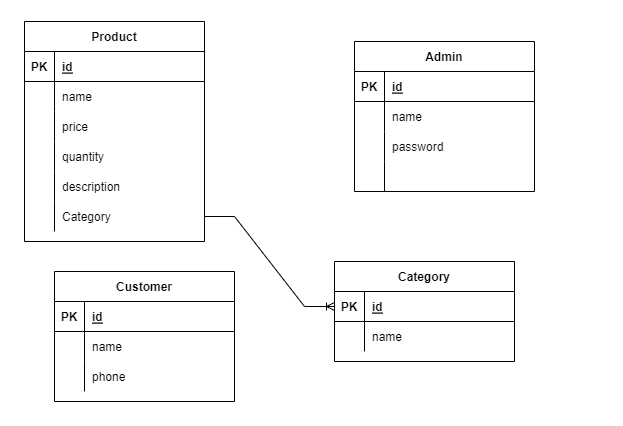 Product
PK id
name
price
quantity
description
Category
Admin
PK id
name
password
Customer
PK id
name
phone
Category
PK id
name